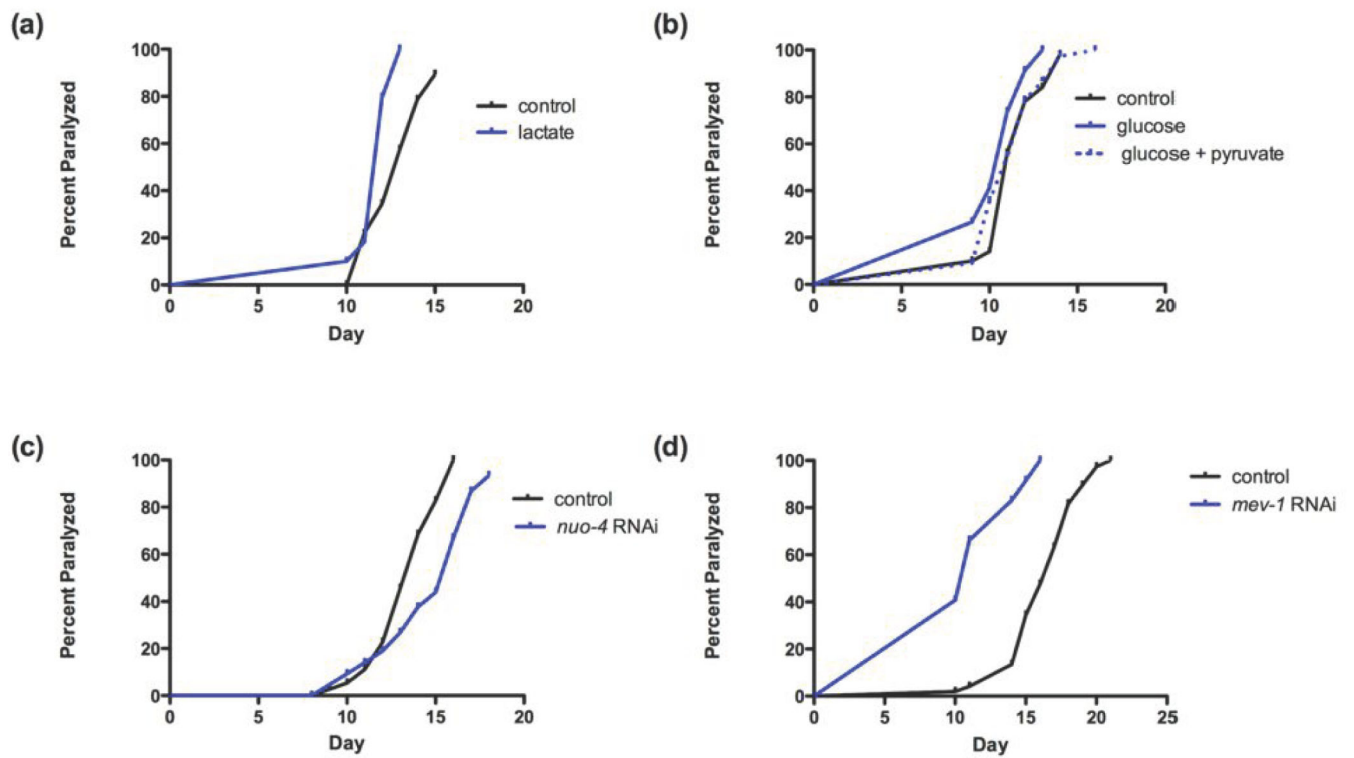 (a)
Percent Paralyzed
100
80
60
40
20
0
0 5 10 15 20
Day
control
lactate
(b)
Percent Paralyzed
100
80
60
40
20
0
0 5 10 15 20
Day
control
glucose
glucose + pyruvate
(c)
Percent Paralyzed
100
80
60
40
20
0
0 5 10 15 20
Day
control
nuo-4 RNAi
(d)
Percent Paralyzed
100
80
60
40
20
0
0 5 10 15 20 25
Day
control
mev-1 RNAi